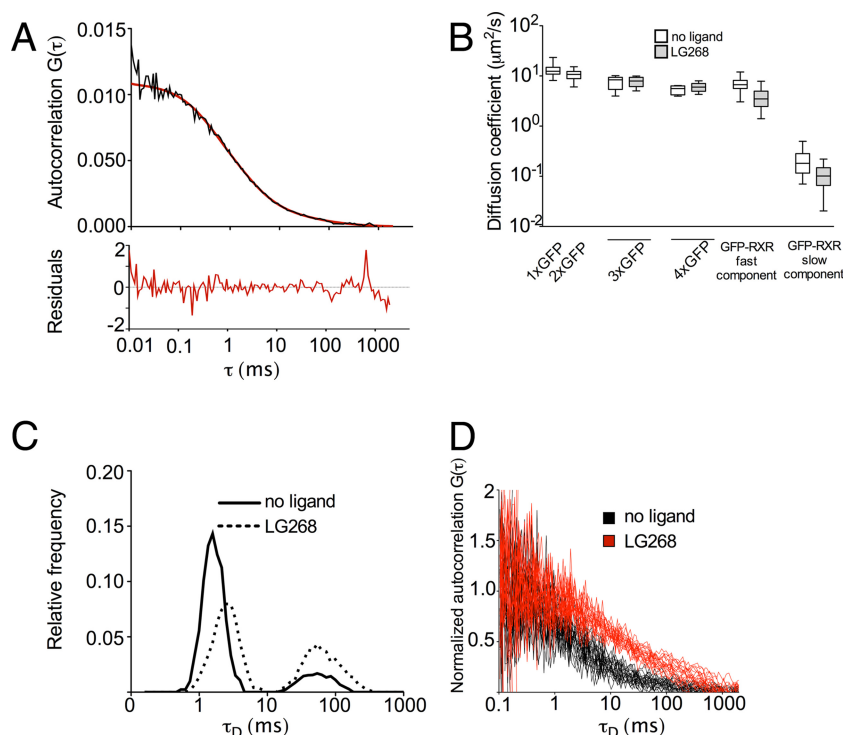 A
Autocorrelation G(τ)
0.015
0.010
0.050
0.000
Residuals
2
0
-2
0.01 0.1 1 10 100 1000
τ (ms)
B
Diffusion coefficient (μm²/s)
no ligand
LG268
10³
10²
10¹
10⁰
10⁻¹
10⁻²
1xGFP
2xGFP
3xGFP
4xGFP
GFP-RXR
fast
component
GFP-RXR
slow
component
C
Relative frequency
0.20
0.15
0.10
0.05
no ligand
LG268
0 1 10 100 1000
τD (ms)
D
Normalized autocorrelation G(τ)
2
1.5
1.0
0.5
no ligand
LG268
0.1 1 10 100 1000
τD (ms)